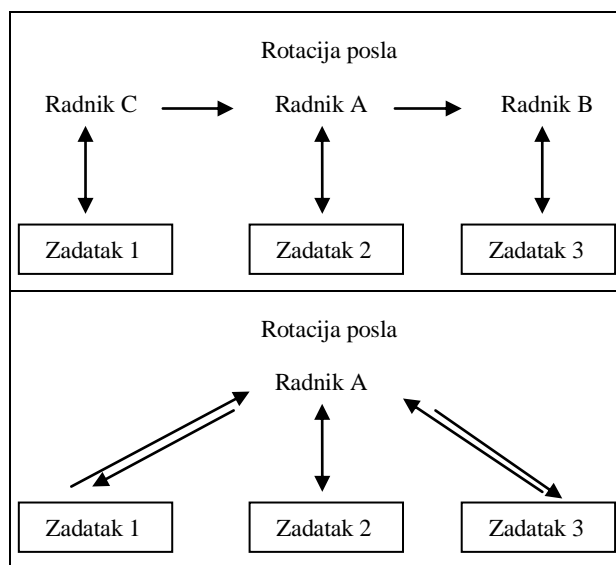 Rotacija posla
Radnik C Radnik A Radnik B
Zadatak 1 Zadatak 2 Zadatak 3
Rotacija posla
Radnik A
Zadatak 1 Zadatak 2 Zadatak 3